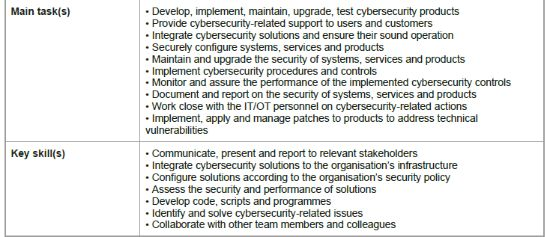 Main task(s)
• Develop, implement, maintain, upgrade, test cybersecurity products
• Provide cybersecurity-related support to users and customers
• Integrate cybersecurity solutions and ensure their sound operation
• Securely configure systems, services and products
• Maintain and upgrade the security of systems, services and products
• Implement cybersecurity procedures and controls
• Monitor and assure the performance of the implemented cybersecurity controls
• Document and report on the security of systems, services and products
• Work close with the IT/OT personnel on cybersecurity-related actions
• Implement, apply and manage patches to products to address technical
vulnerabilities
Key skill(s)
• Communicate, present and report to relevant stakeholders
• Integrate cybersecurity solutions to the organisation's infrastructure
• Configure solutions according to the organisation's security policy
• Assess the security and performance of solutions
• Develop code, scripts and programmes
• Identify and solve cybersecurity-related issues
• Collaborate with other team members and colleagues